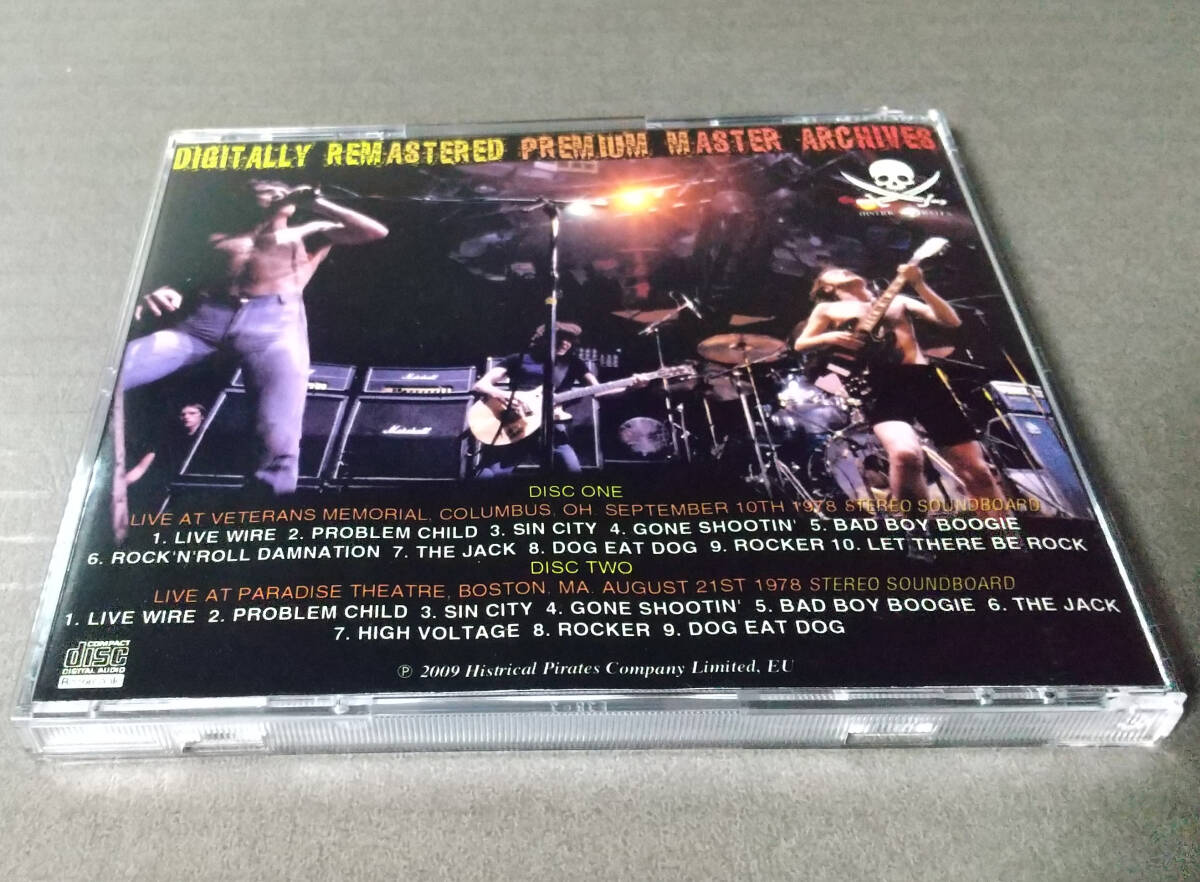 DIGITALLY REMASTERED PREMIUM MASTER ARCHIVES
Marshall
Marshall
DISC ONE
LIVE AT VETERANS MEMORIAL, COLUMBUS, OH. SEPTEMBER 10TH 1978 STEREO SOUNDBOARD
1. LIVE WIRE 2. PROBLEM CHILD 3. SIN CITY 4. GONE SHOOTIN' 5. BAD BOY BOOGIE
6. ROCK'N'ROLL DAMNATION 7. THE JACK 8. DOG EAT DOG 9. ROCKER 10. LET THERE BE ROCK
DISC TWO
LIVE AT PARADISE THEATRE, BOSTON, MA. AUGUST 21ST 1978 STEREO SOUNDBOARD
1. LIVE WIRE 2. PROBLEM CHILD 3. SIN CITY 4. GONE SHOOTIN' 5. BAD BOY BOOGIE 6. THE JACK
7. HIGH VOLTAGE 8. ROCKER 9. DOG EAT DOG
COMPACT
disc
DIGITAL AUDIO
℗ 2009 Histrical Pirates Company Limited, EU